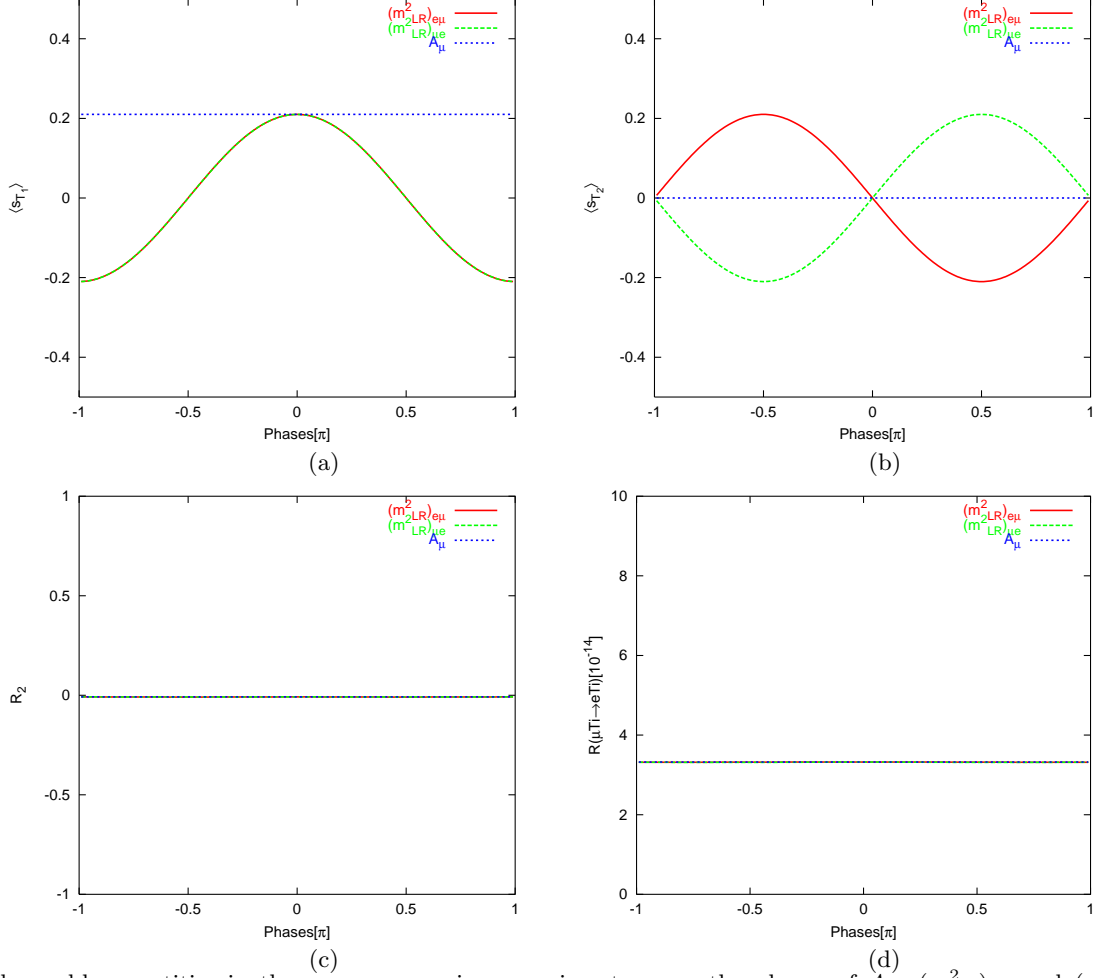 (m²LR)eμ
(m²LR)μe
Aμ
0.4
0.2
0
-0.2
-0.4
⟨sT1⟩
-1 -0.5 0 0.5 1
Phases[π]
(a)
(m²LR)eμ
(m²LR)μe
Aμ
0.4
0.2
0
-0.2
-0.4
⟨sT2⟩
-1 -0.5 0 0.5 1
Phases[π]
(b)
(m²LR)eμ
(m²LR)μe
Aμ
1
0.5
0
-0.5
-1
R2
-1 -0.5 0 0.5 1
Phases[π]
(c)
(m²LR)eμ
(m²LR)μe
Aμ
10
8
6
4
2
0
R(μTi→eTi)[10⁻¹⁴]
-1 -0.5 0 0.5 1
Phases[π]
(d)